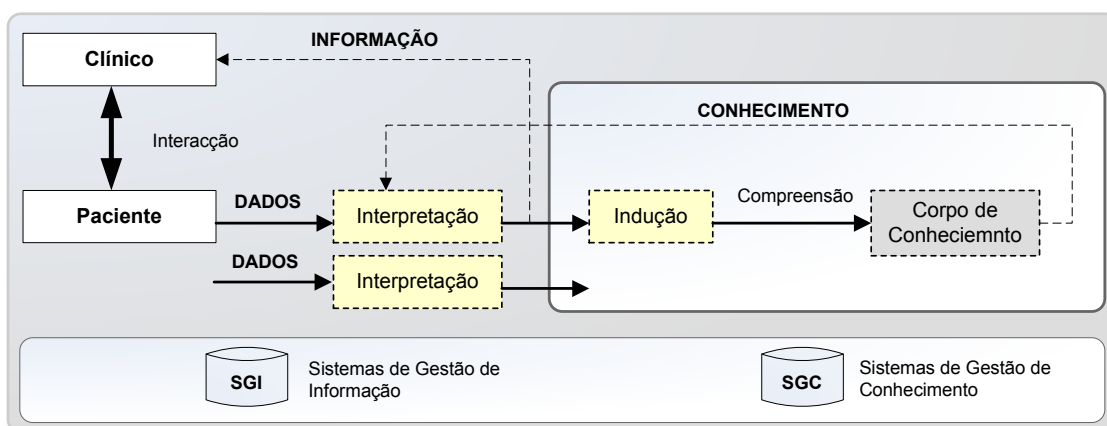 INFORMAÇÃO
Clínico
CONHECIMENTO
Interacção
Paciente
DADOS
Interpretação
Indução
Compreensão
Corpo de
Conheciemnto
DADOS
Interpretação
SGI
Sistemas de Gestão de
Informação
SGC
Sistemas de Gestão de
Conhecimento